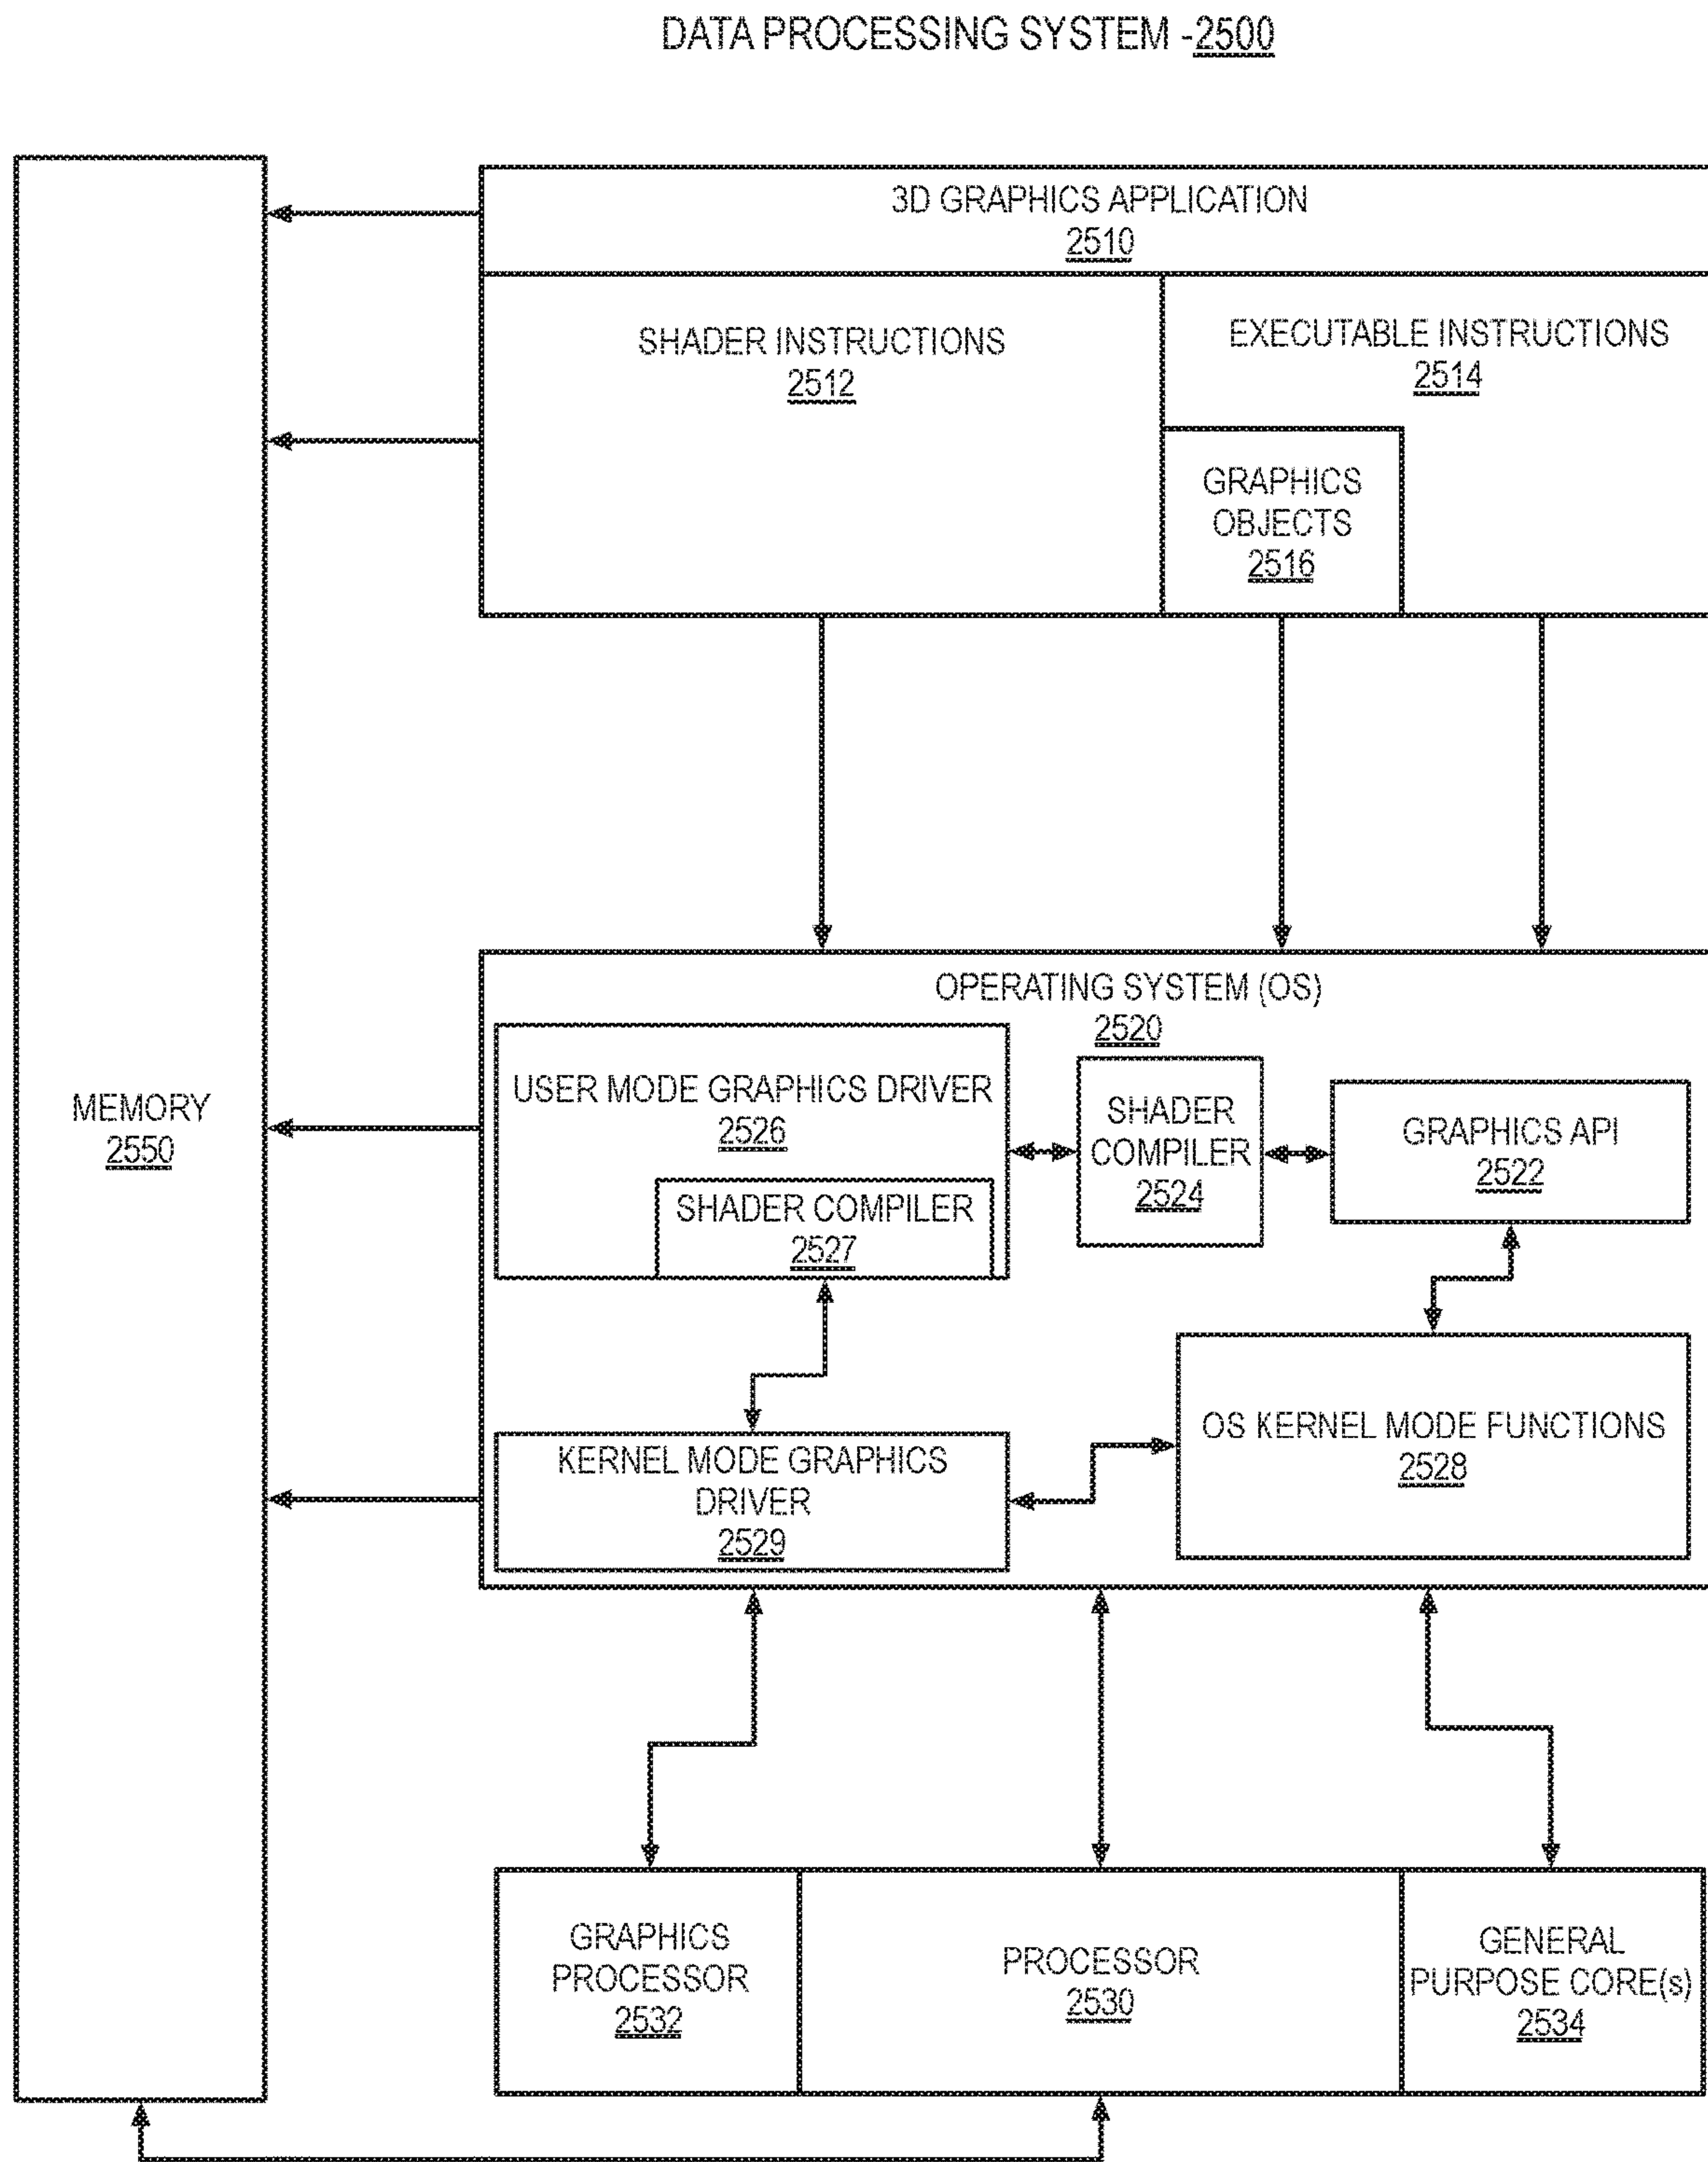 DATA PROCESSING SYSTEM -2500
3D GRAPHICS APPLICATION
2510
SHADER INSTRUCTIONS
2512
EXECUTABLE INSTRUCTIONS
2514
GRAPHICS
OBJECTS
2516
MEMORY
2550
OPERATING SYSTEM (OS)
2520
USER MODE GRAPHICS DRIVER
2526
SHADER COMPILER
2527
SHADER
COMPILER
2524
GRAPHICS API
2522
KERNEL MODE GRAPHICS
DRIVER
2529
OS KERNEL MODE FUNCTIONS
2528
GRAPHICS
PROCESSOR
2532
PROCESSOR
2530
GENERAL
PURPOSE CORE(s)
2534